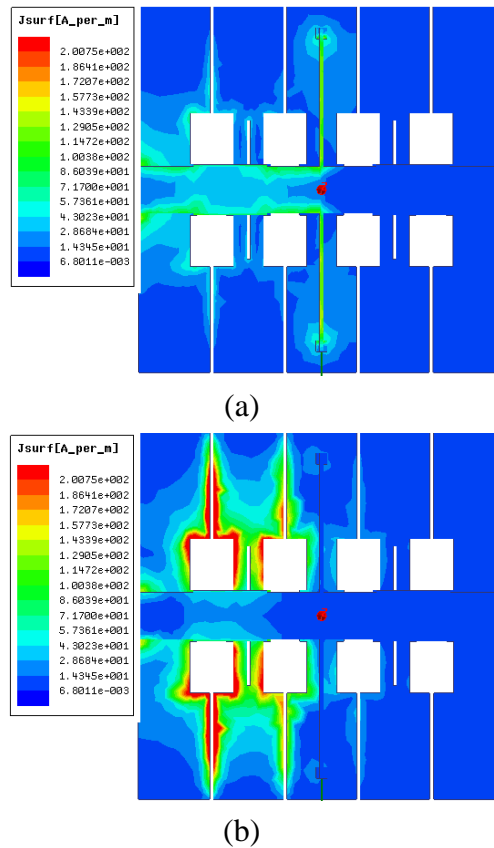 Jsurf[A_per_m]
2.0075e+002
1.8641e+002
1.7207e+002
1.5773e+002
1.4339e+002
1.2905e+002
1.1472e+002
1.0038e+002
8.6039e+001
7.1700e+001
5.7361e+001
4.3023e+001
2.8684e+001
1.4345e+001
6.8011e-003
(a)
Jsurf[A_per_m]
2.0075e+002
1.8641e+002
1.7207e+002
1.5773e+002
1.4339e+002
1.2905e+002
1.1472e+002
1.0038e+002
8.6039e+001
7.1700e+001
5.7361e+001
4.3023e+001
2.8684e+001
1.4345e+001
6.8011e-003
(b)